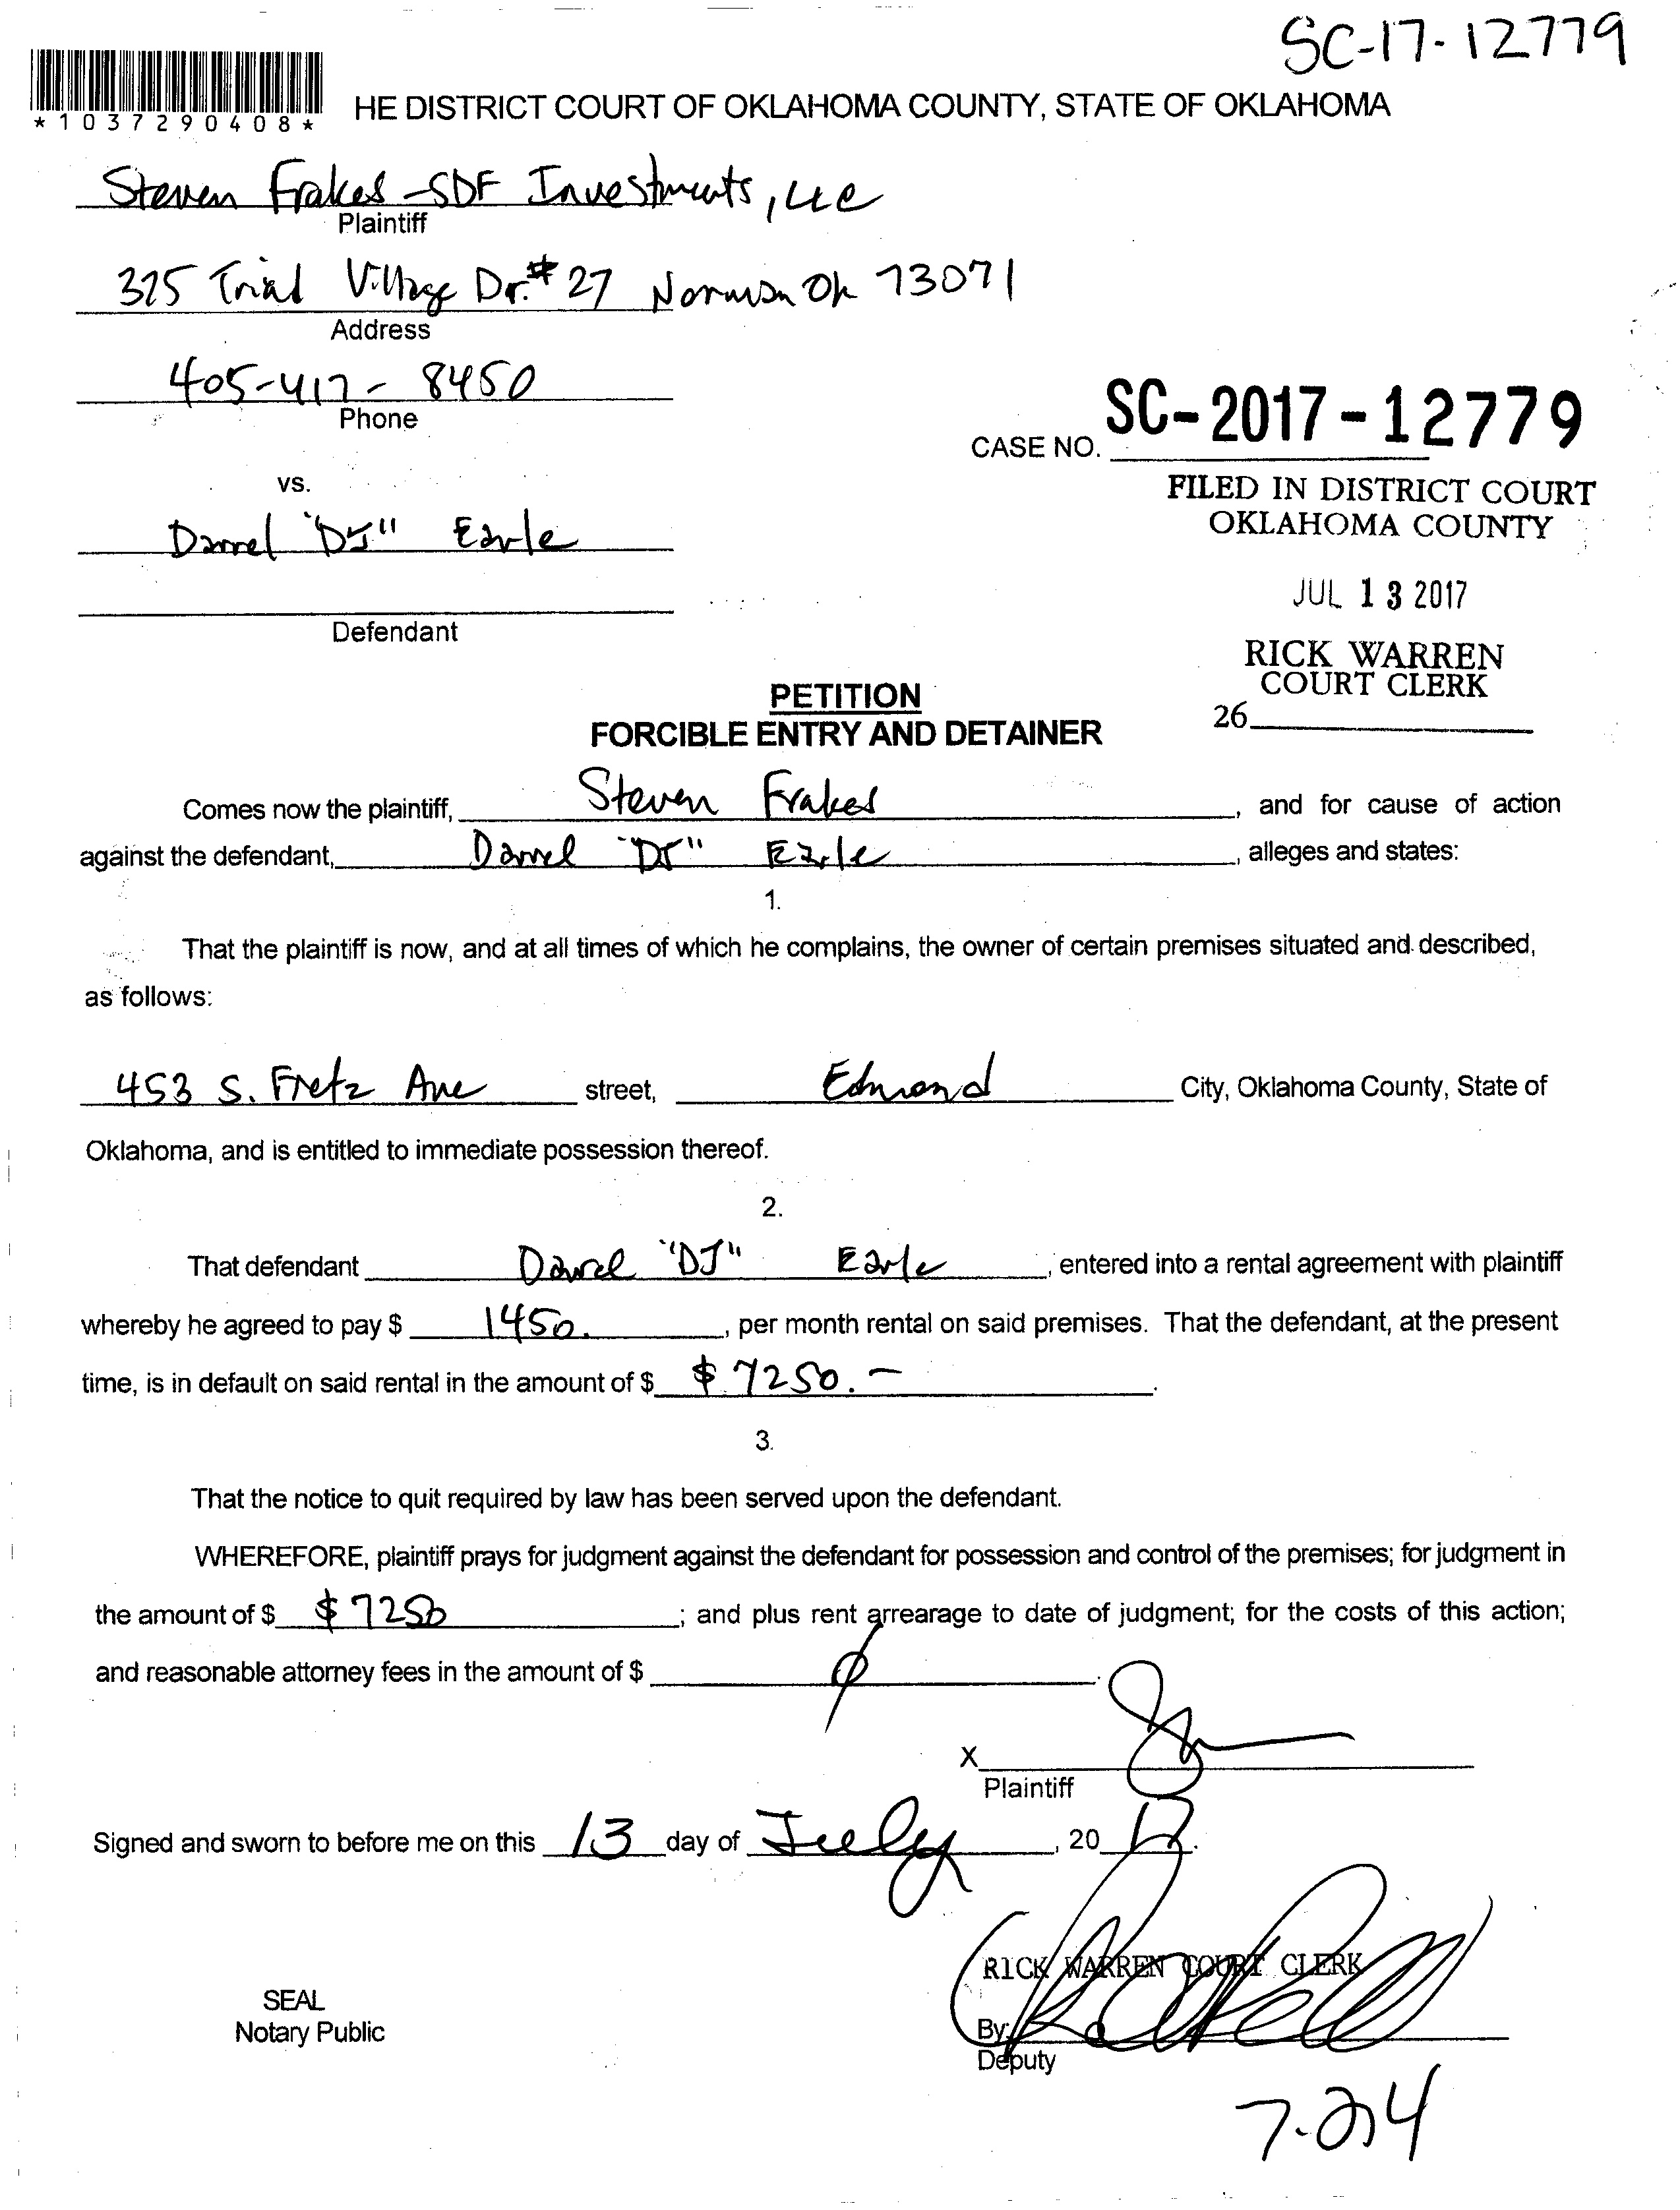 SC-17-12779
*1037290408*
HE DISTRICT COURT OF OKLAHOMA COUNTY, STATE OF OKLAHOMA
Steven Frakes - SDF Investments, LLC
Plaintiff
325 Triad Village Dr. # 27 Norman Ok 73071
Address
405-417-8450
Phone
CASE NO. SC-2017-12779
vs.
FILED IN DISTRICT COURT
OKLAHOMA COUNTY
Darrel "DJ" Earle
JUL 13 2017
Defendant
RICK WARREN
COURT CLERK
26
PETITION
FORCIBLE ENTRY AND DETAINER
Comes now the plaintiff, Steven Frakes, and for cause of action
against the defendant, Darrel "DJ" Earle, alleges and states:
1.
That the plaintiff is now, and at all times of which he complains, the owner of certain premises situated and described,
as follows:
453 S. Fretz Ave street, Edmond City, Oklahoma County, State of
Oklahoma, and is entitled to immediate possession thereof.
2.
That defendant Darrel "DJ" Earle, entered into a rental agreement with plaintiff
whereby he agreed to pay $ 1450., per month rental on said premises. That the defendant, at the present
time, is in default on said rental in the amount of $ $ 7250.-.
3.
That the notice to quit required by law has been served upon the defendant.
WHEREFORE, plaintiff prays for judgment against the defendant for possession and control of the premises; for judgment in
the amount of $ $ 7250; and plus rent arrearage to date of judgment; for the costs of this action;
and reasonable attorney fees in the amount of $ ∅.
X
Plaintiff
Signed and sworn to before me on this 13 day of July, 20 17.
RICK WARREN COURT CLERK
SEAL
Notary Public
By:
Deputy
7-24